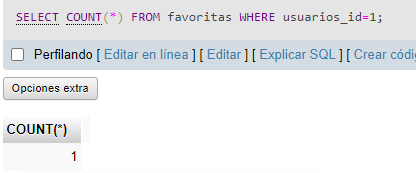 SELECT COUNT(*) FROM favoritas WHERE usuarios_id=1;
Perfilando [ Editar en línea ] [ Editar ] [ Explicar SQL ] [ Crear códi
Opciones extra
COUNT(*)
1